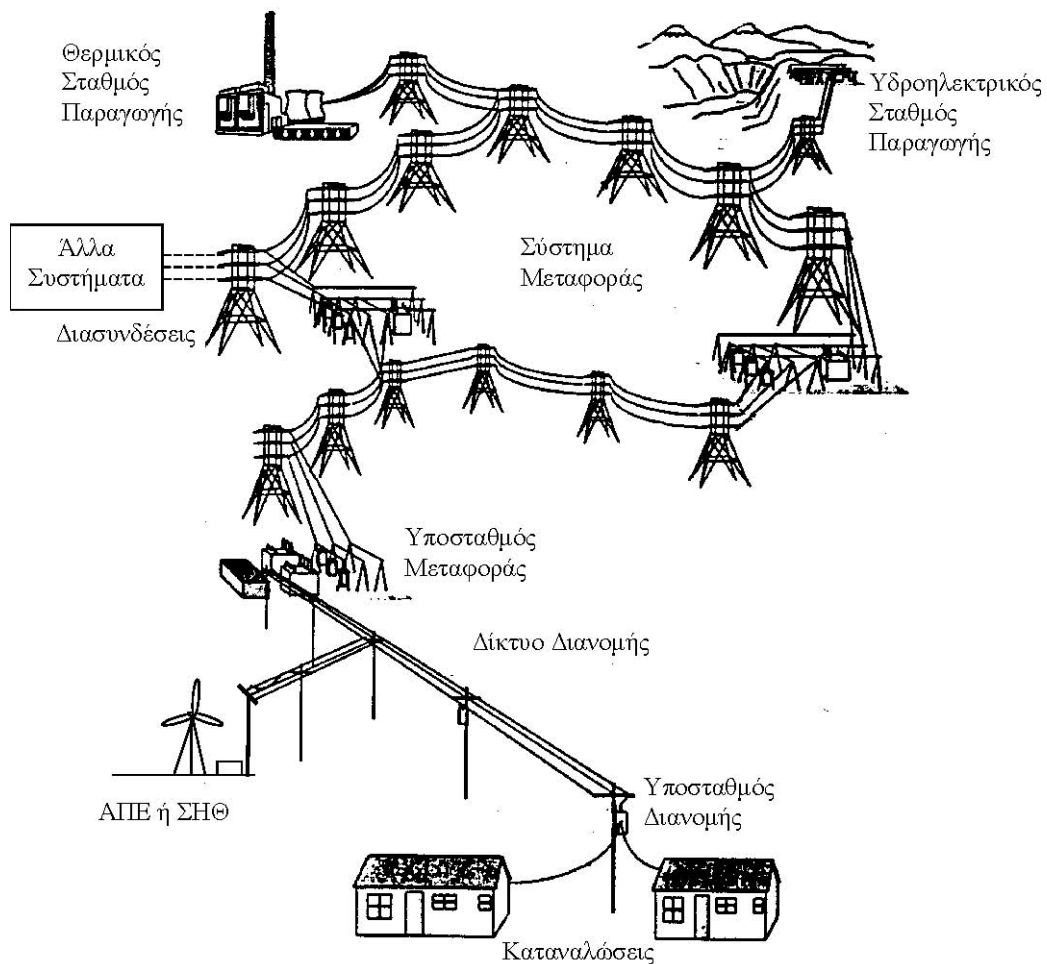 Θερμικός
Σταθμός
Παραγωγής
Υδροηλεκτρικός
Σταθμός
Παραγωγής
Άλλα
Συστήματα
Σύστημα
Μεταφοράς
Διασυνδέσεις
Υποσταθμός
Μεταφοράς
Δίκτυο Διανομής
ΑΠΕ ή ΣΗΘ
Υποσταθμός
Διανομής
Καταναλώσεις